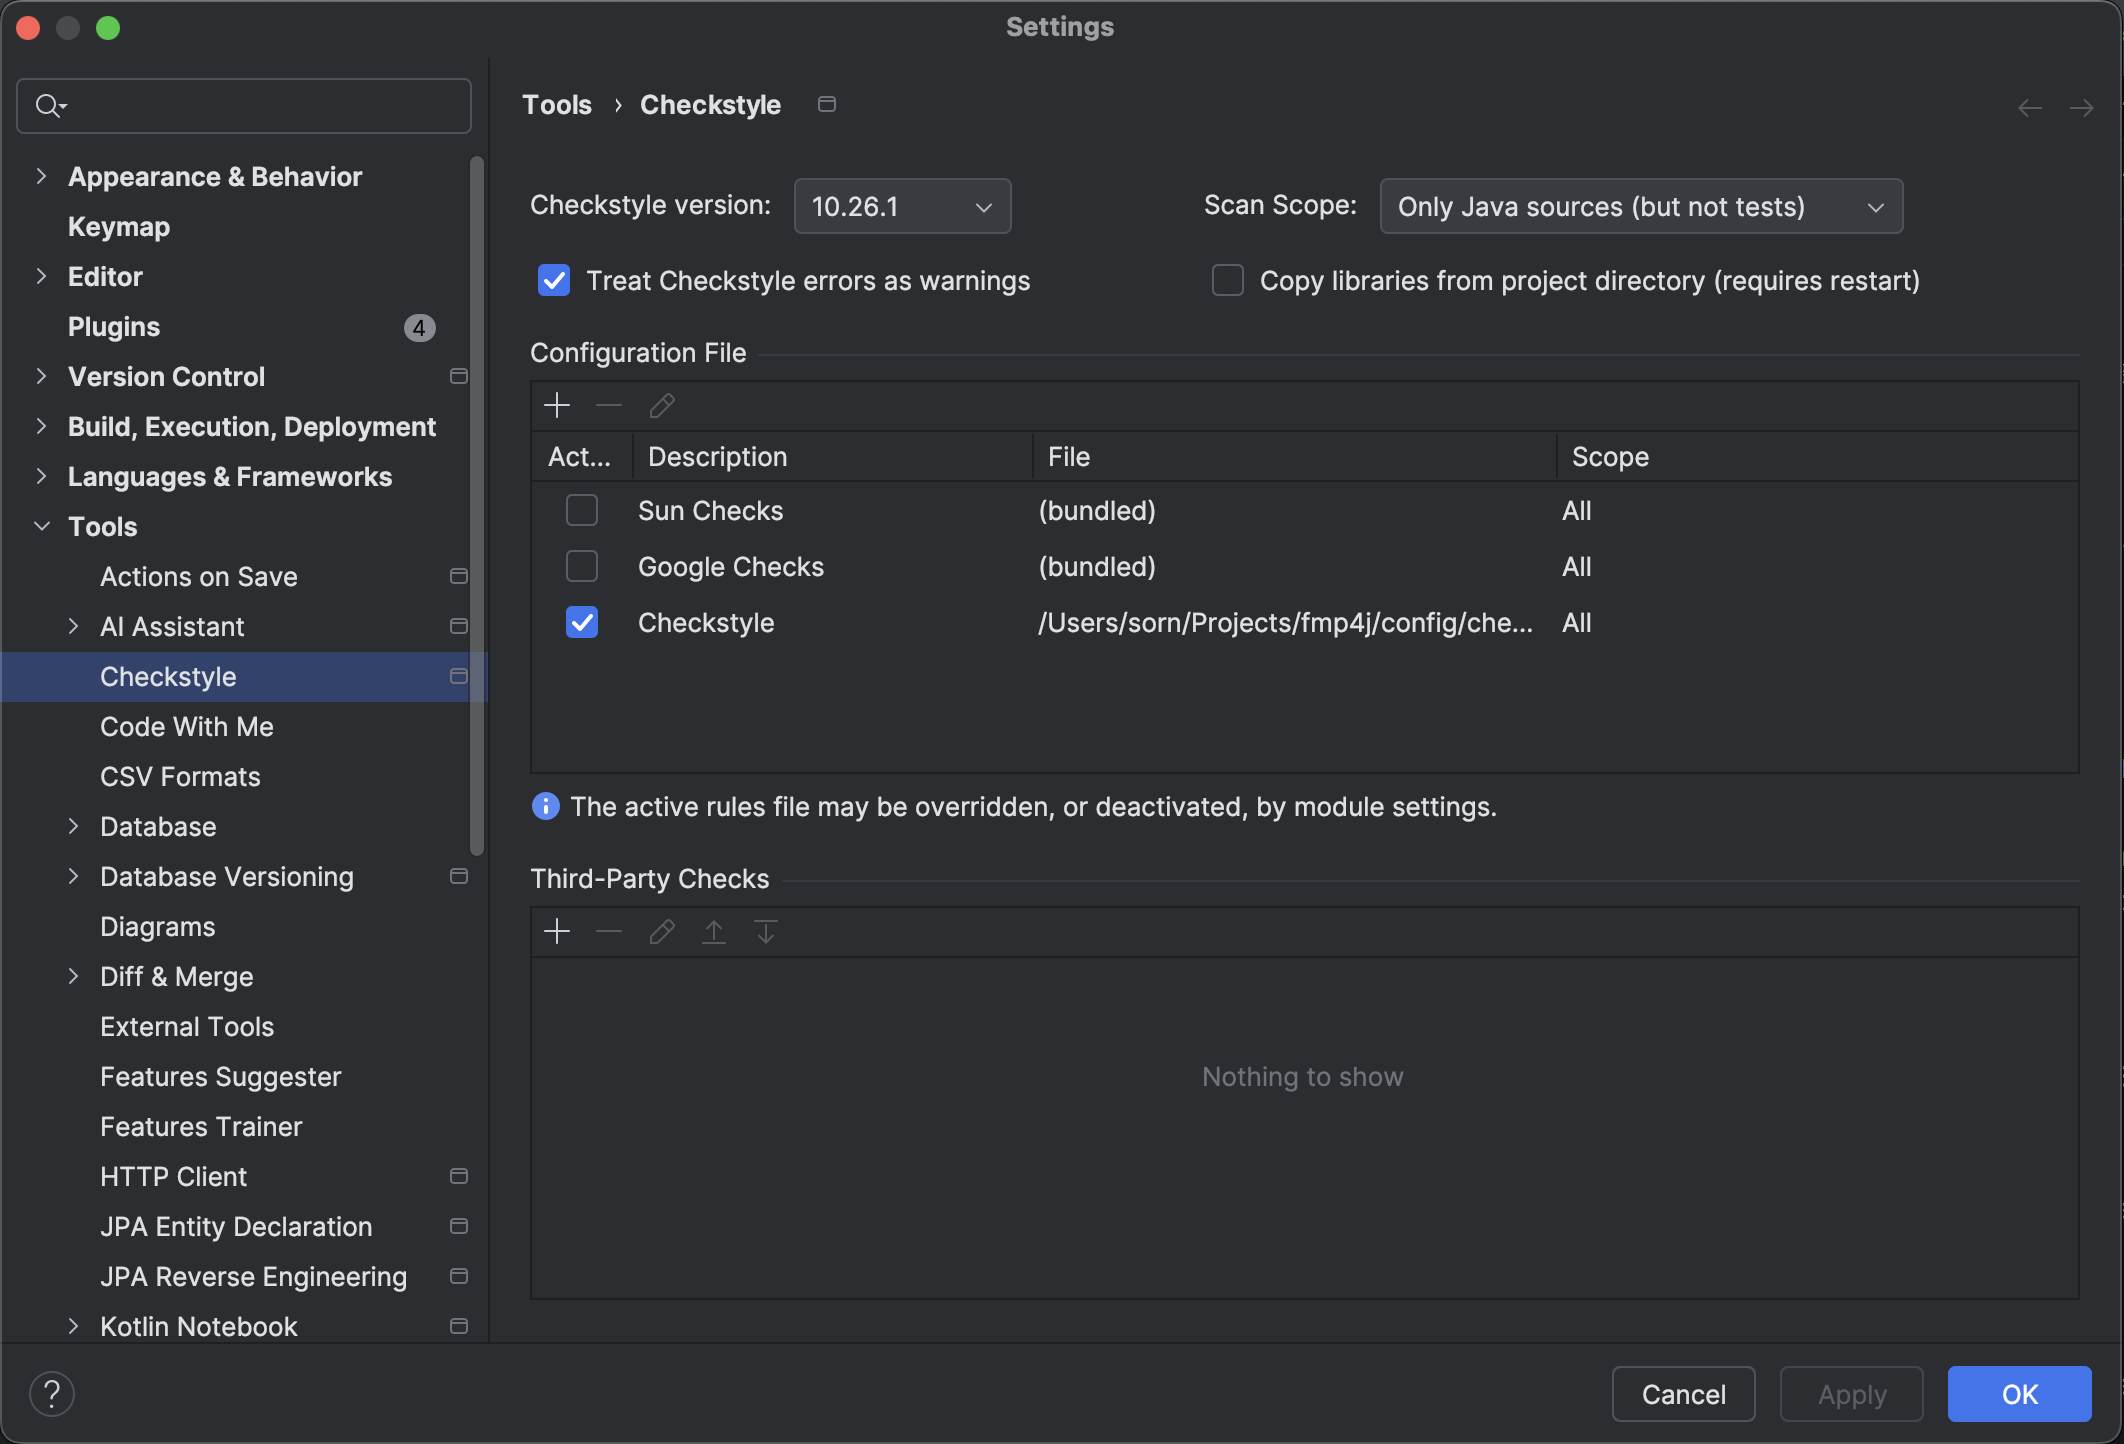 Settings
Appearance & Behavior
Keymap
Editor
Plugins 4
Version Control
Build, Execution, Deployment
Languages & Frameworks
Tools
Actions on Save
AI Assistant
Checkstyle
Code With Me
CSV Formats
Database
Database Versioning
Diagrams
Diff & Merge
External Tools
Features Suggester
Features Trainer
HTTP Client
JPA Entity Declaration
JPA Reverse Engineering
Kotlin Notebook
Tools › Checkstyle
Checkstyle version: 10.26.1 Scan Scope: Only Java sources (but not tests)
Treat Checkstyle errors as warnings Copy libraries from project directory (requires restart)
Configuration File
Act... Description File Scope
Sun Checks (bundled) All
Google Checks (bundled) All
Checkstyle /Users/sorn/Projects/fmp4j/config/che... All
The active rules file may be overridden, or deactivated, by module settings.
Third-Party Checks
Nothing to show
? Cancel Apply OK